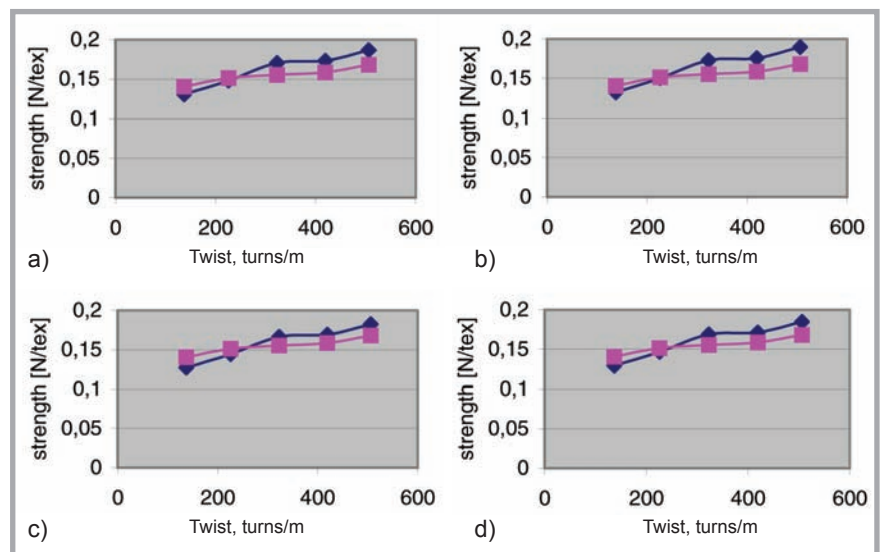 0,2
0,15
0,1
0,05
0
strength [N/tex]
0 200 400 600
a) Twist, turns/m
0,2
0,15
0,1
0,05
0
strength [N/tex]
0 200 400 600
b) Twist, turns/m
0,2
0,15
0,1
0,05
0
strength [N/tex]
0 200 400 600
c) Twist, turns/m
0,2
0,15
0,1
0,05
0
strength [N/tex]
0 200 400 600
d) Twist, turns/m